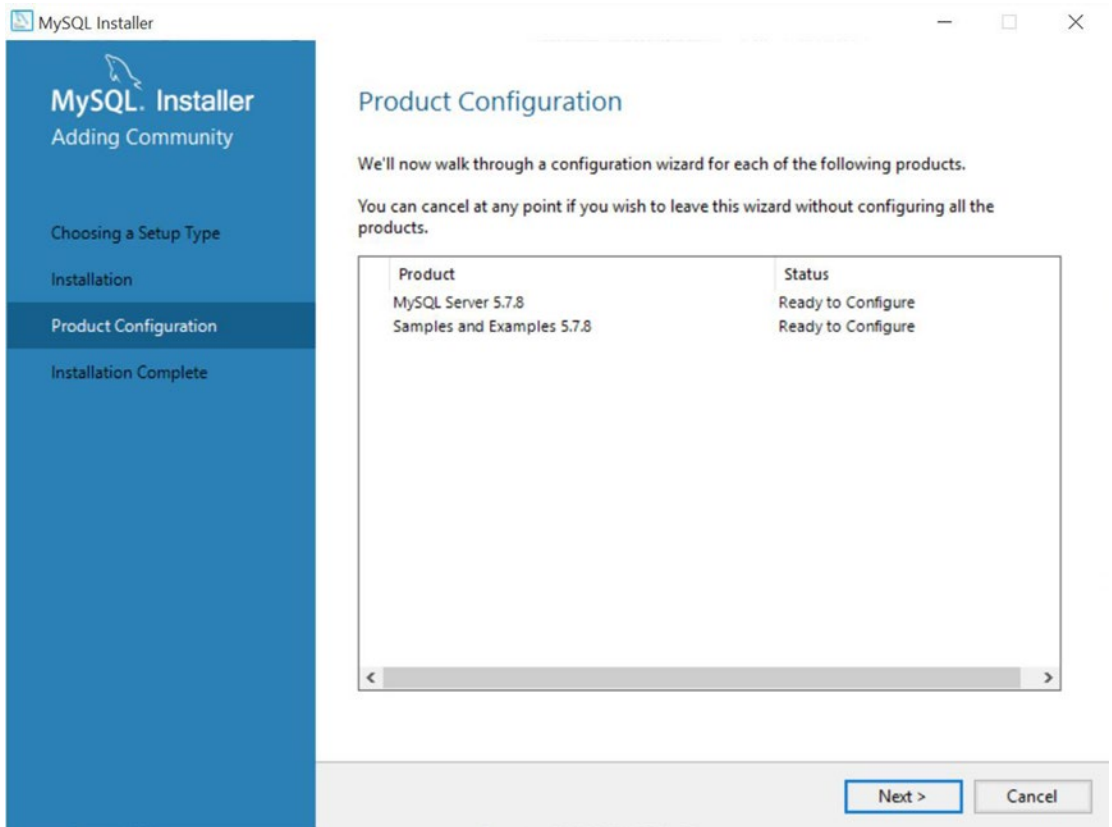 MySQL Installer
MySQL. Installer
Adding Community
Choosing a Setup Type
Installation
Product Configuration
Installation Complete
Product Configuration
We'll now walk through a configuration wizard for each of the following products.
You can cancel at any point if you wish to leave this wizard without configuring all the
products.
Product Status
MySQL Server 5.7.8 Ready to Configure
Samples and Examples 5.7.8 Ready to Configure
Next > Cancel